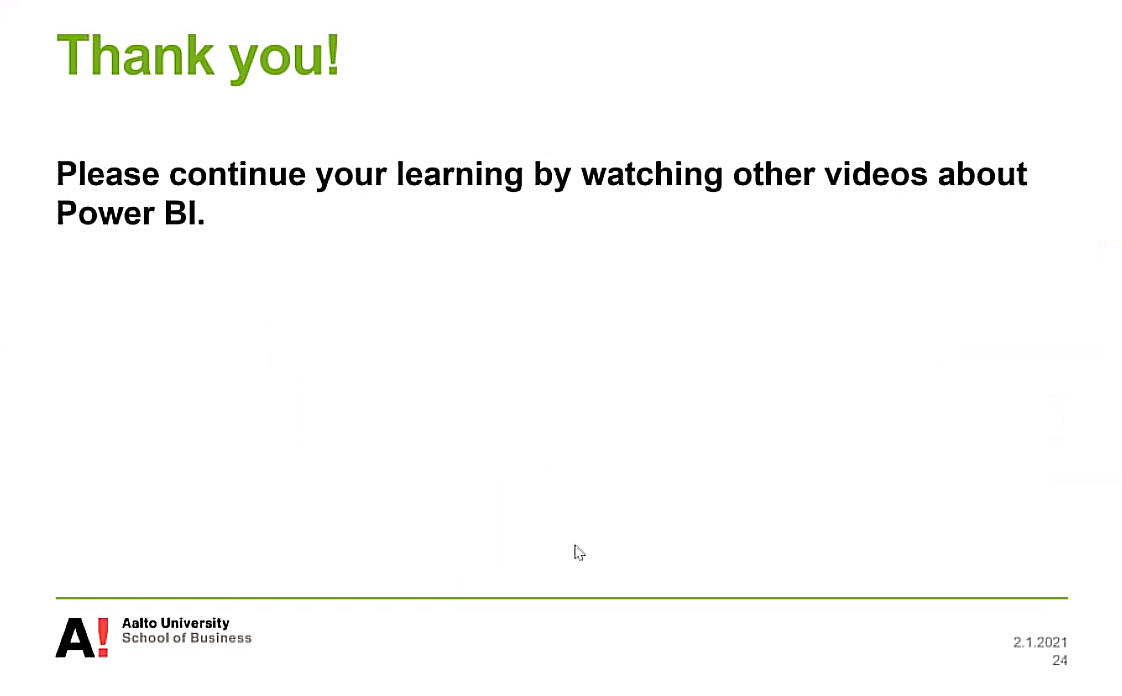 Thank you!
Please continue your learning by watching other videos about
Power BI.
A!
Aalto University
School of Business
2.1.2021
24